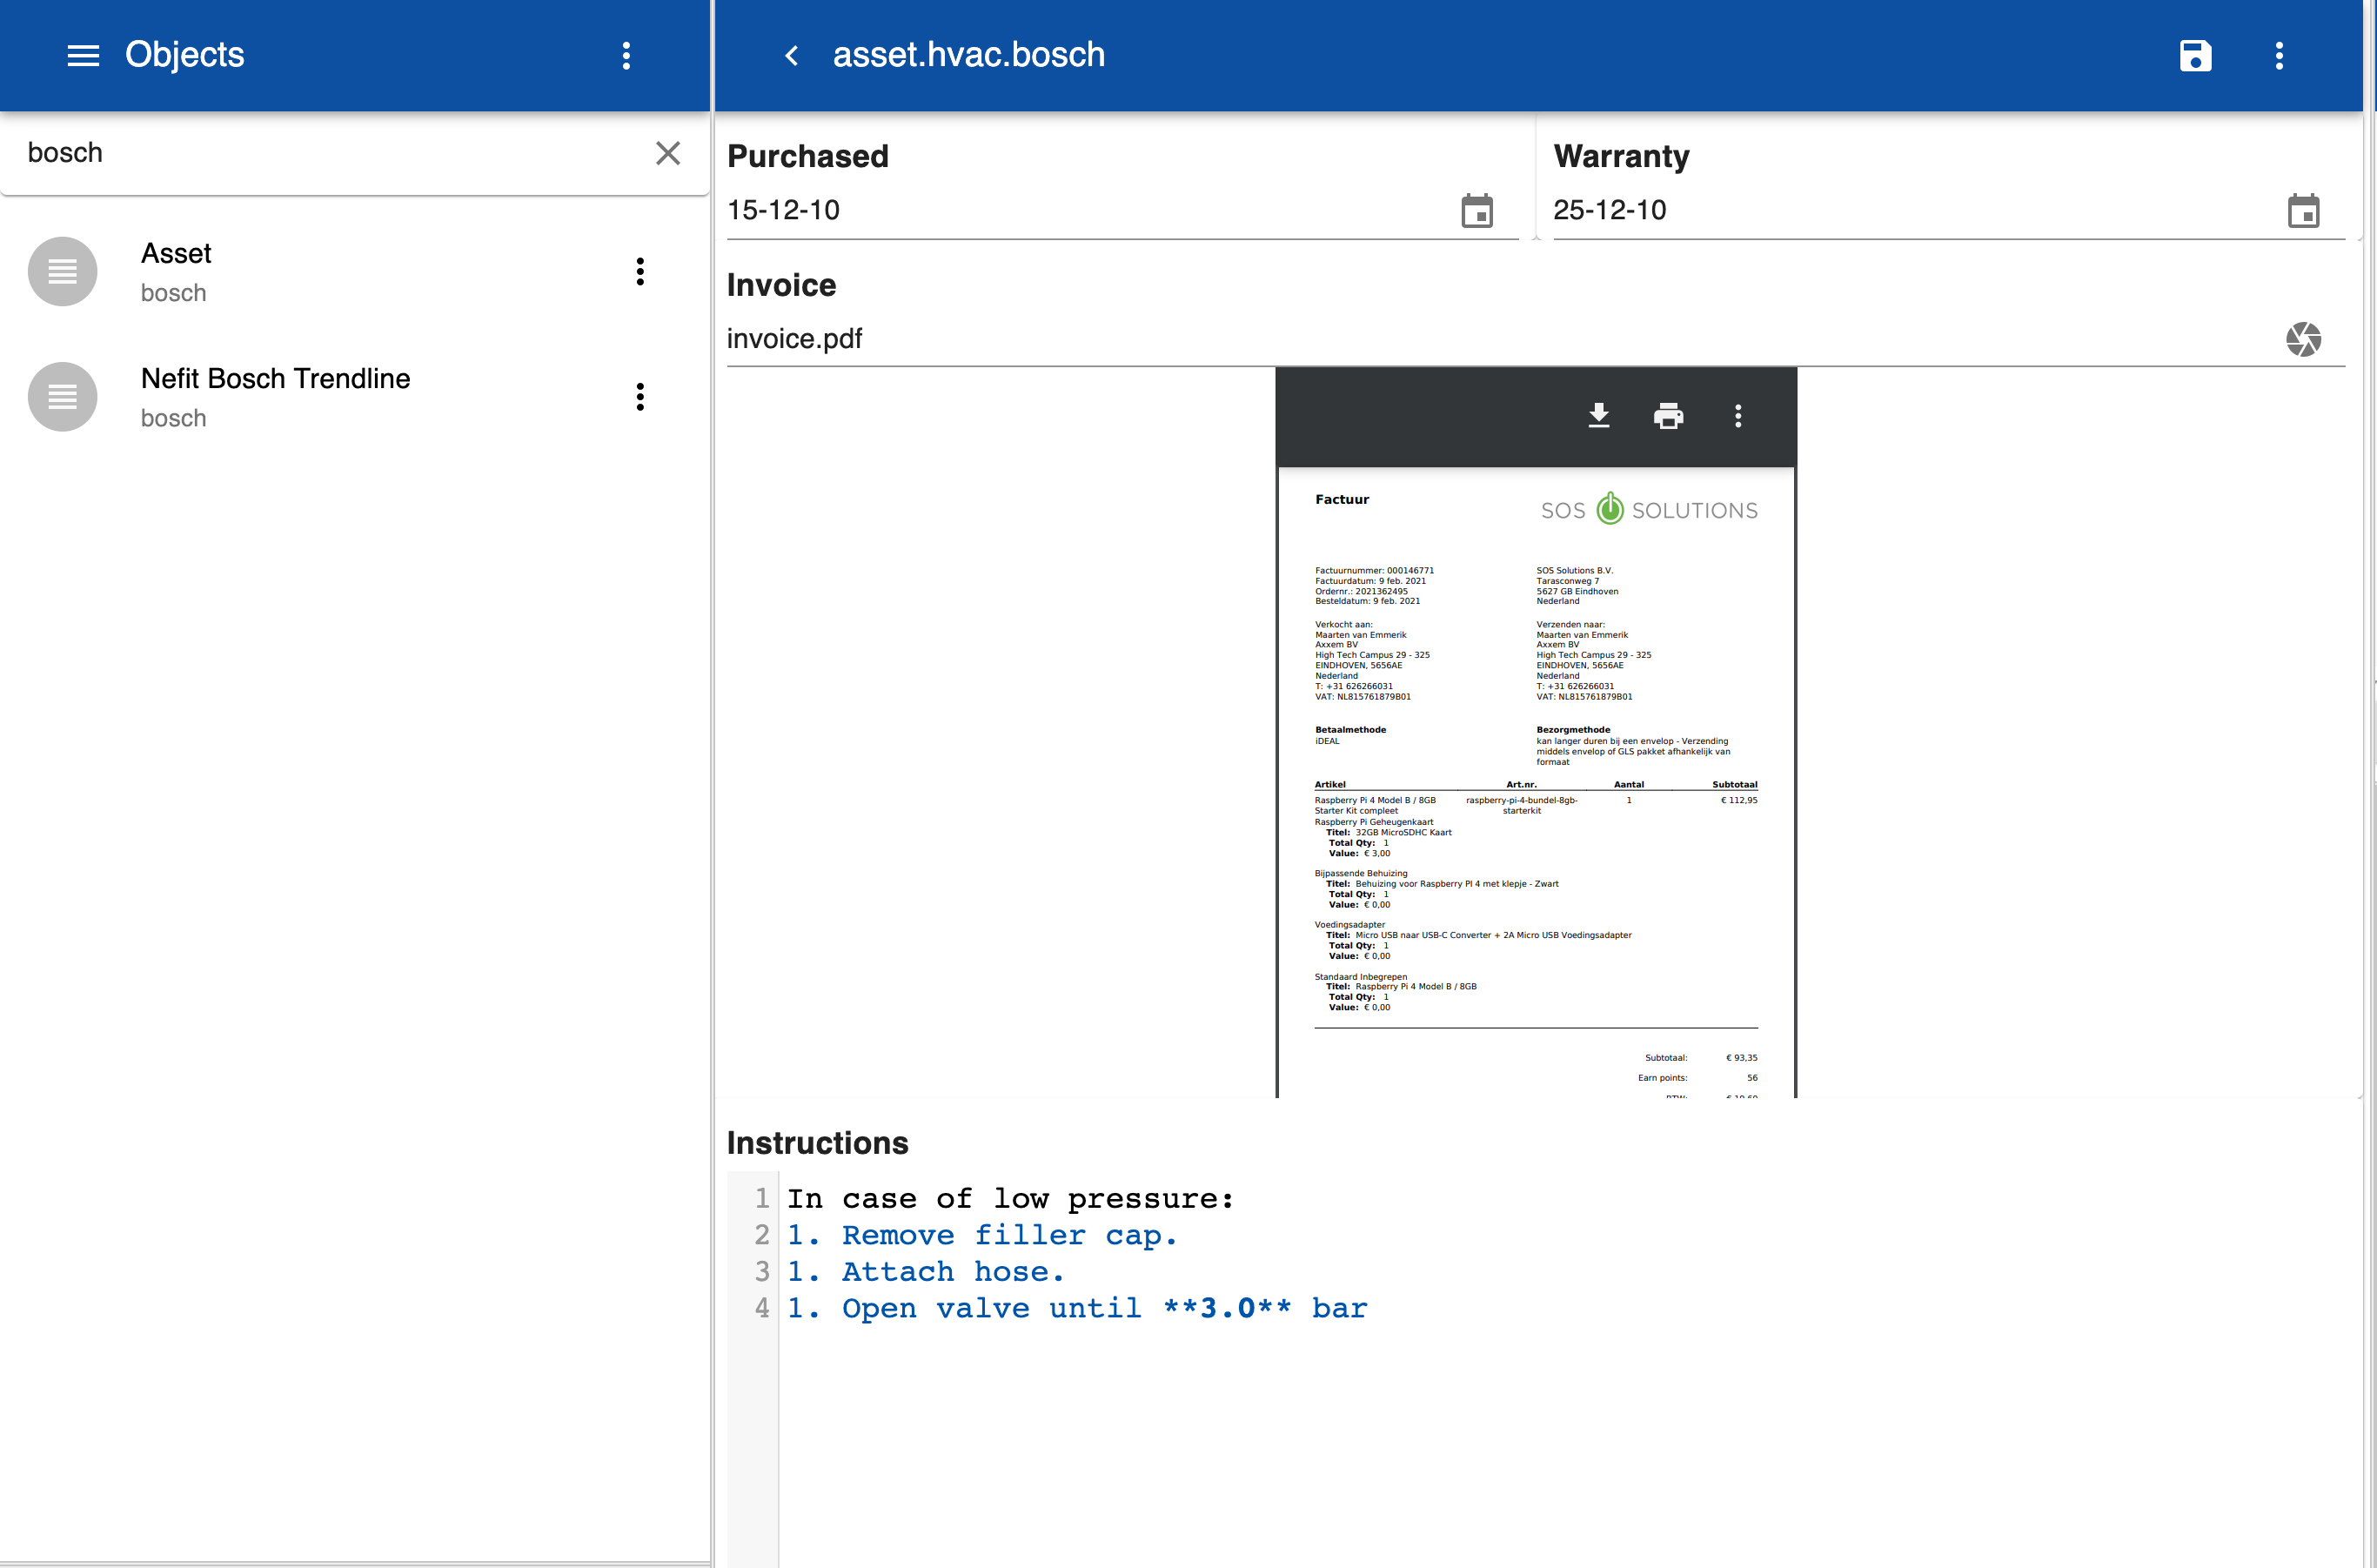 Objects
bosch
Asset
bosch
Nefit Bosch Trendline
bosch
asset.hvac.bosch
Purchased
15-12-10
Warranty
25-12-10
Invoice
invoice.pdf
Factuur
SOS SOLUTIONS
Factuurnummer: 000146771
Factuurdatum: 9 feb. 2021
Ordernr.: 2021362495
Besteldatum: 9 feb. 2021
SOS Solutions B.V.
Tarasconweg 7
5627 GB Eindhoven
Nederland
Verkocht aan:
Maarten van Emmerik
Axxem BV
High Tech Campus 29 - 325
EINDHOVEN, 5656AE
Nederland
T: +31 626266031
VAT: NL815761879B01
Verzenden naar:
Maarten van Emmerik
Axxem BV
High Tech Campus 29 - 325
EINDHOVEN, 5656AE
Nederland
T: +31 626266031
VAT: NL815761879B01
Betaalmethode
iDEAL
Bezorgmethode
kan langer duren bij een envelop - Verzending
middels envelop of GLS pakket afhankelijk van
formaat
Artikel Art.nr. Aantal Subtotaal
Raspberry Pi 4 Model B / 8GB raspberry-pi-4-bundel-8gb- 1 € 112,95
Starter Kit compleet starterkit
Raspberry Pi Geheugenkaart
Titel: 32GB MicroSDHC Kaart
Total Qty: 1
Value: € 3,00
Bijpassende Behuizing
Titel: Behuizing voor Raspberry PI 4 met klepje - Zwart
Total Qty: 1
Value: € 0,00
Voedingsadapter
Titel: Micro USB naar USB-C Converter + 2A Micro USB Voedingsadapter
Total Qty: 1
Value: € 0,00
Standaard Inbegrepen
Titel: Raspberry Pi 4 Model B / 8GB
Total Qty: 1
Value: € 0,00
Subtotaal: € 93,35
Earn points: 56
Instructions
1 In case of low pressure:
2 1. Remove filler cap.
3 1. Attach hose.
4 1. Open valve until **3.0** bar